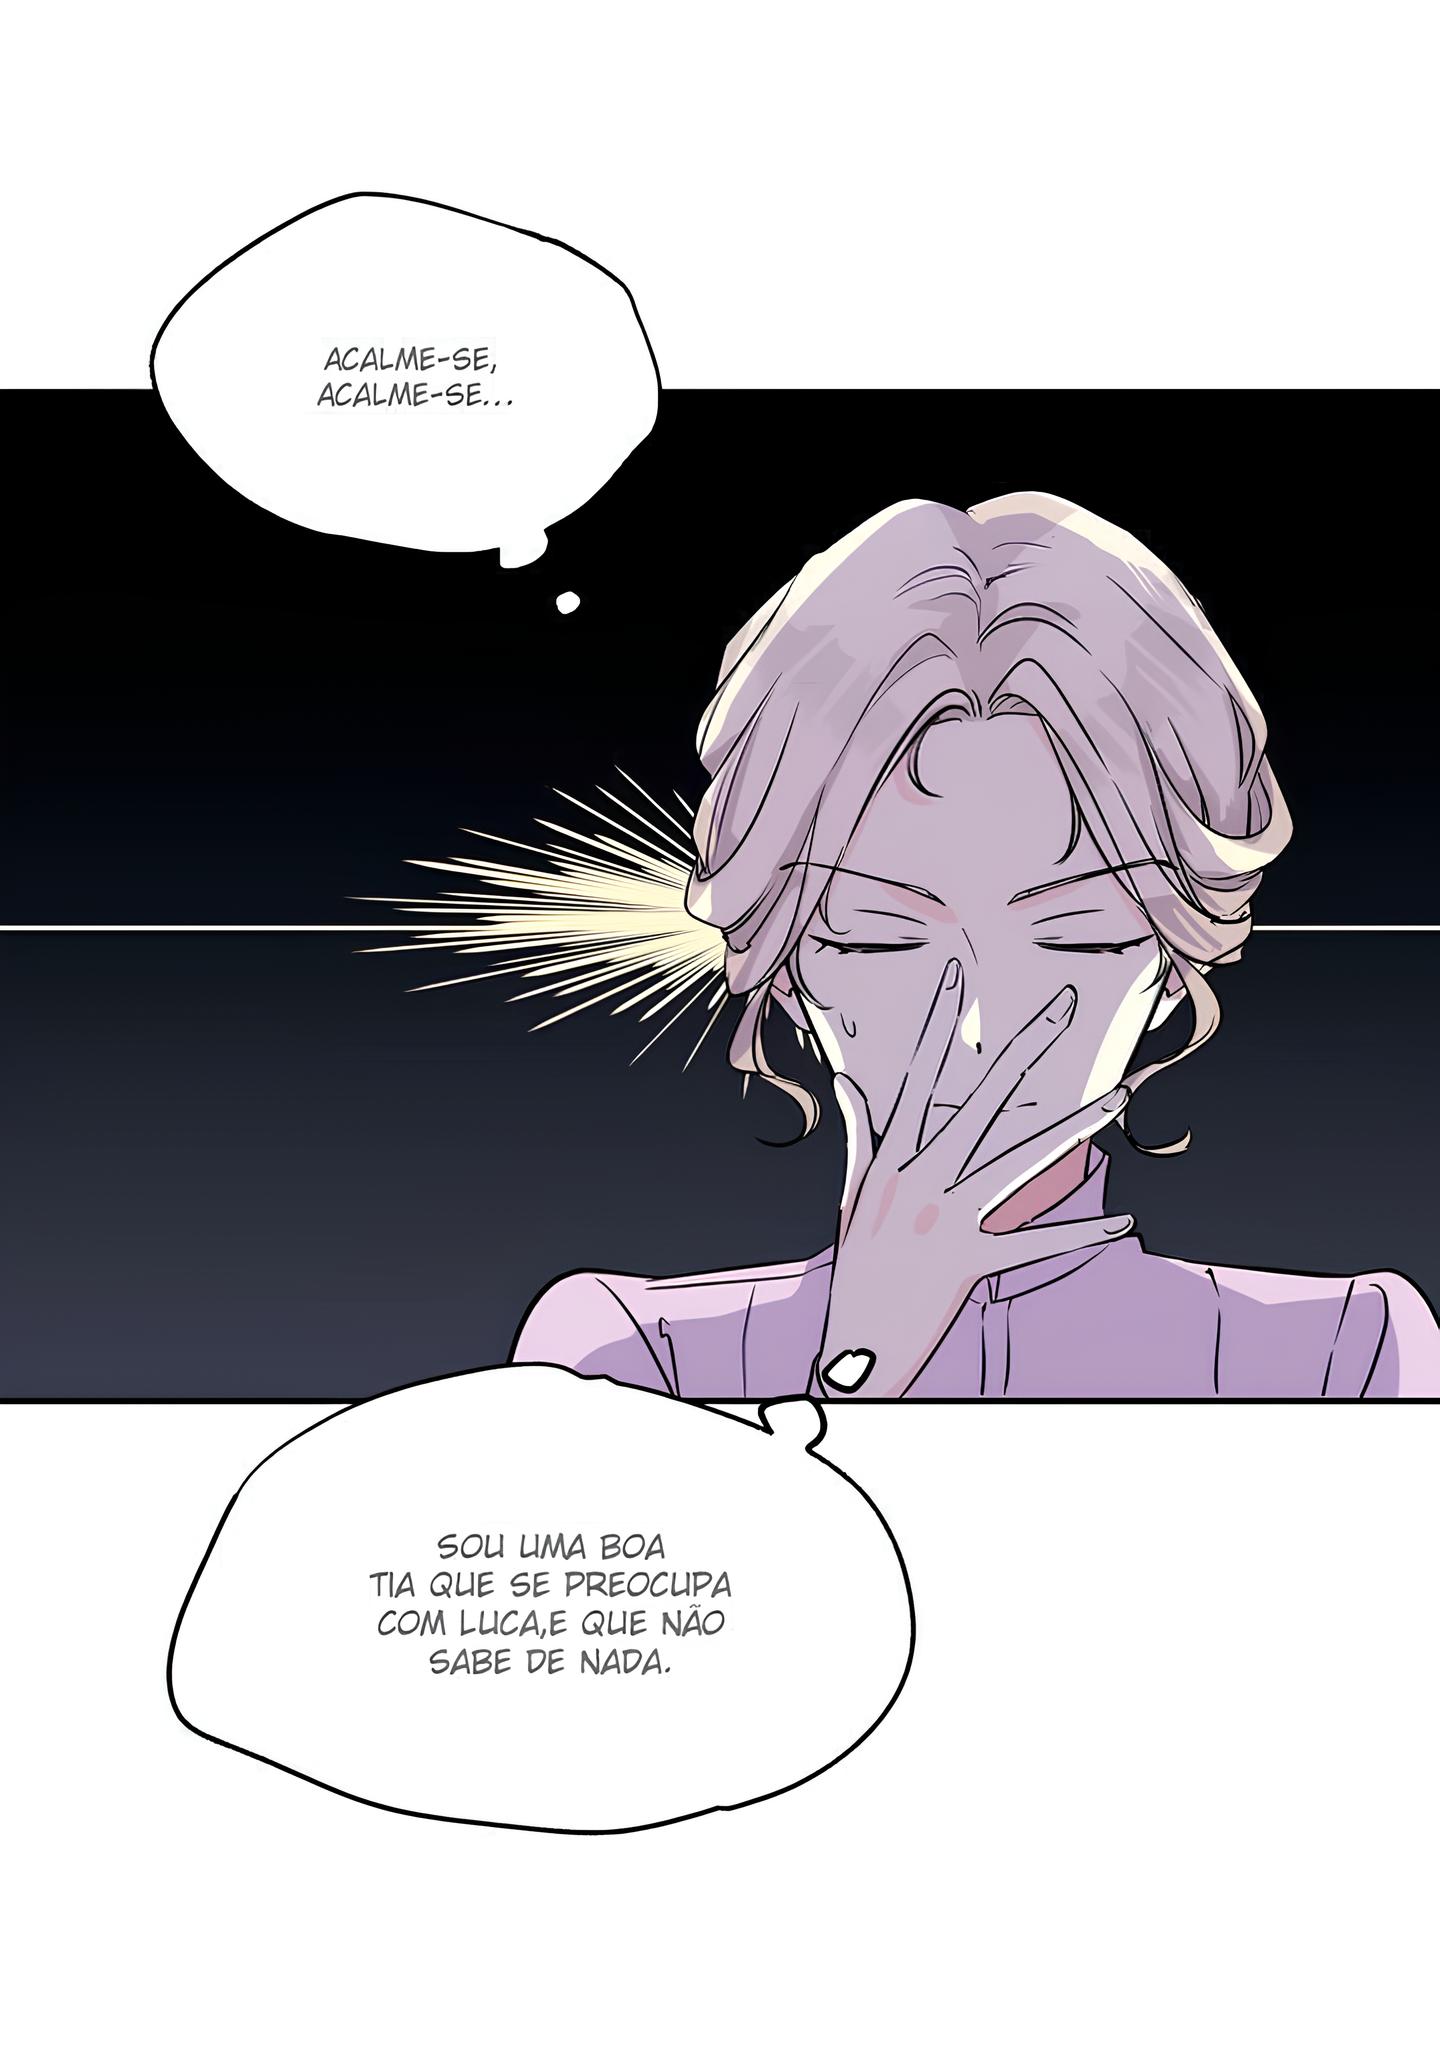 ACALME-SE,
ACALME-SE...
SOU UMA BOA
TIA QUE SE PREOCUPA
COM LUCA,E QUE NÃO
SABE DE NADA.